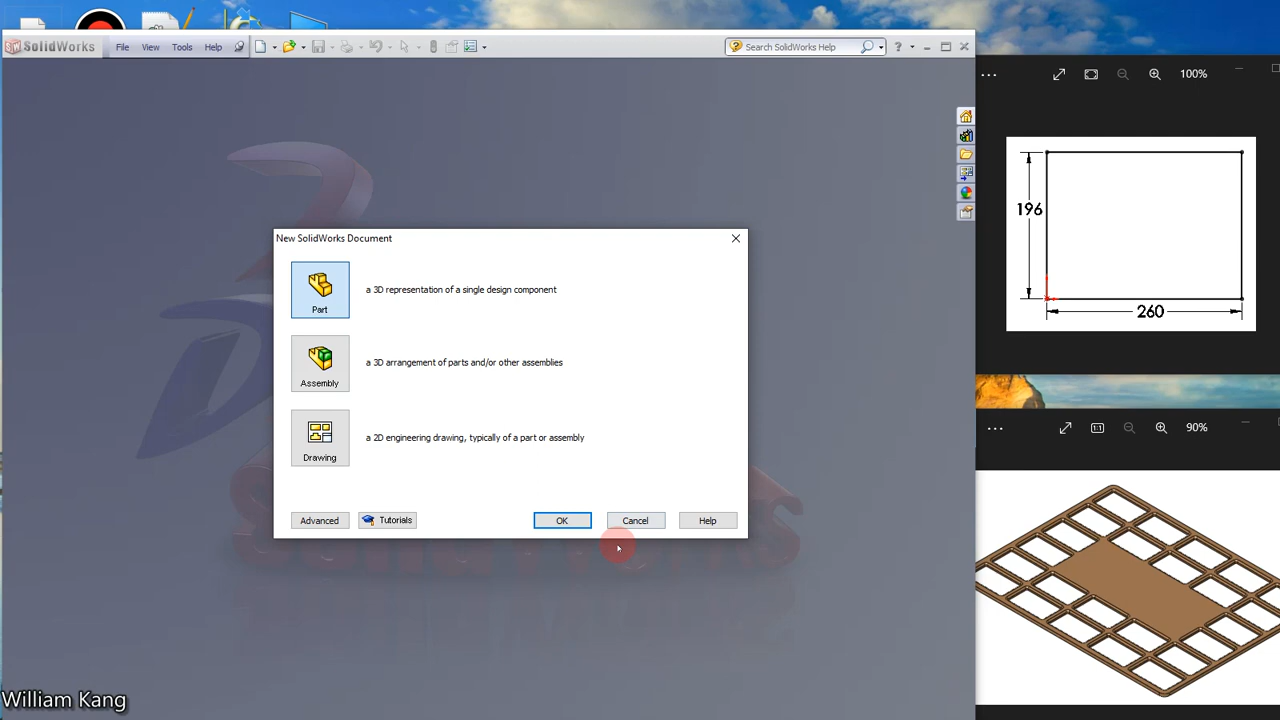 SolidWorks File View Tools Help Search SolidWorks Help ?
New SolidWorks Document
Part a 3D representation of a single design component
Assembly a 3D arrangement of parts and/or other assemblies
Drawing a 2D engineering drawing, typically of a part or assembly
Advanced Tutorials OK Cancel Help
100%
196
260
1:1 90%
William Kang